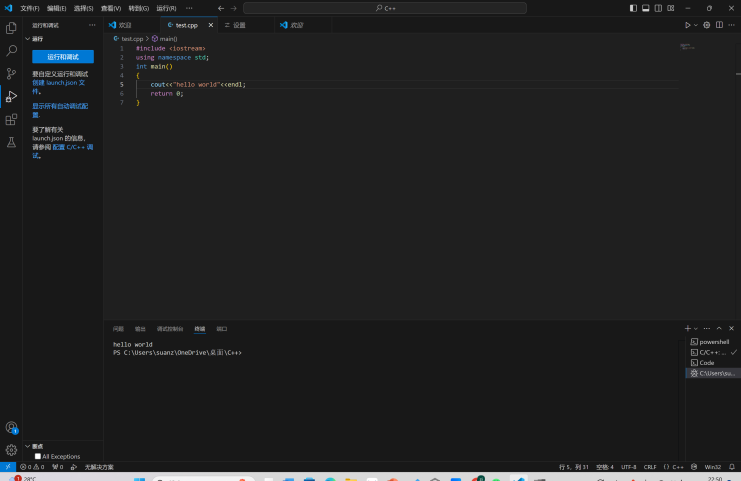 文件(F) 编辑(E) 选择(S) 查看(V) 转到(G) 运行(R) ··· C++
运行和调试 ···
欢迎 test.cpp 设置 欢迎
运行
test.cpp > main()
运行和调试
要自定义运行和调试
创建 launch.json 文
件。
显示所有自动调试配
置.
要了解有关
launch.json 的信息,
请参阅 配置 C/C++ 调
试。
1 #include <iostream>
2 using namespace std;
3 int main()
4 {
5 cout<<"hello world"<<endl;
6 return 0;
7 }
问题 输出 调试控制台 终端 端口
hello world
PS C:\Users\suanz\OneDrive\桌面\C++>
powershell
C/C++: ...
Code
C:\Users\su...
断点
All Exceptions
0 0 0 无解决方案 行 5，列 31 空格: 4 UTF-8 CRLF {} C++ Win32
28°C 22:50